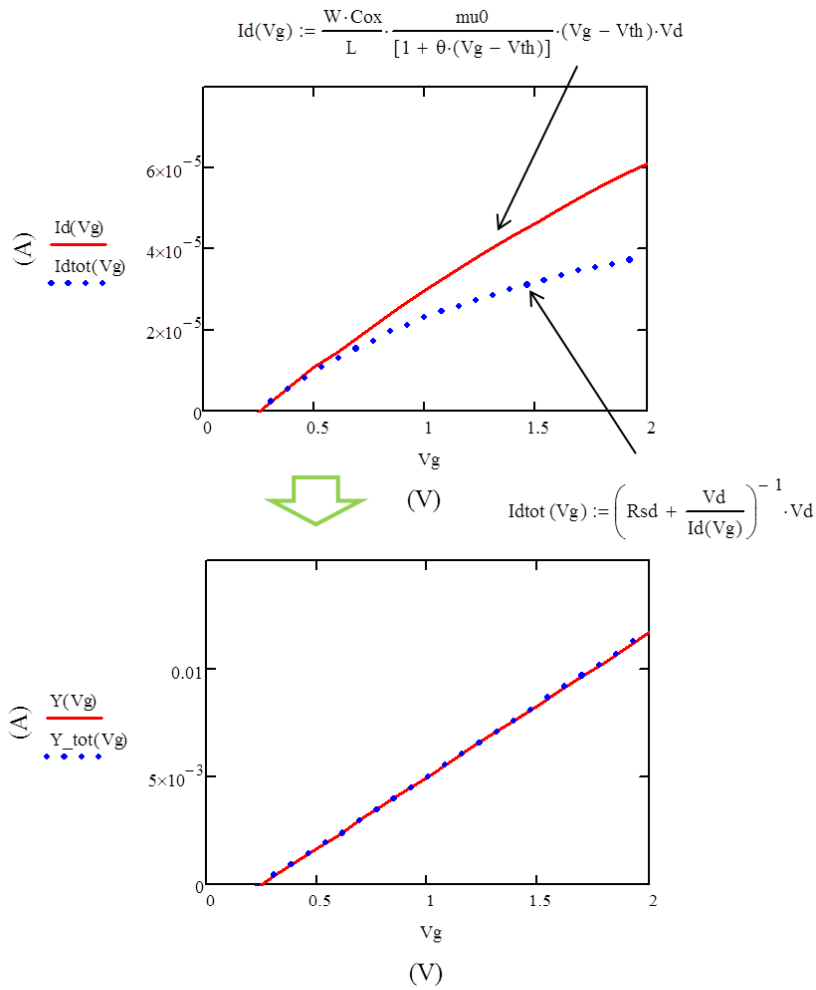 Id(Vg) := W·Cox/L · mu0/[1 + θ·(Vg − Vth)] ·(Vg − Vth)·Vd
6×10⁻⁵
4×10⁻⁵
2×10⁻⁵
0
(A)
Id(Vg)
Idtot(Vg)
0 0.5 1 1.5 2
Vg
(V)
Idtot (Vg) := (Rsd + Vd/Id(Vg))⁻¹ ·Vd
0.01
5×10⁻³
0
(A)
Y(Vg)
Y_tot(Vg)
0 0.5 1 1.5 2
Vg
(V)